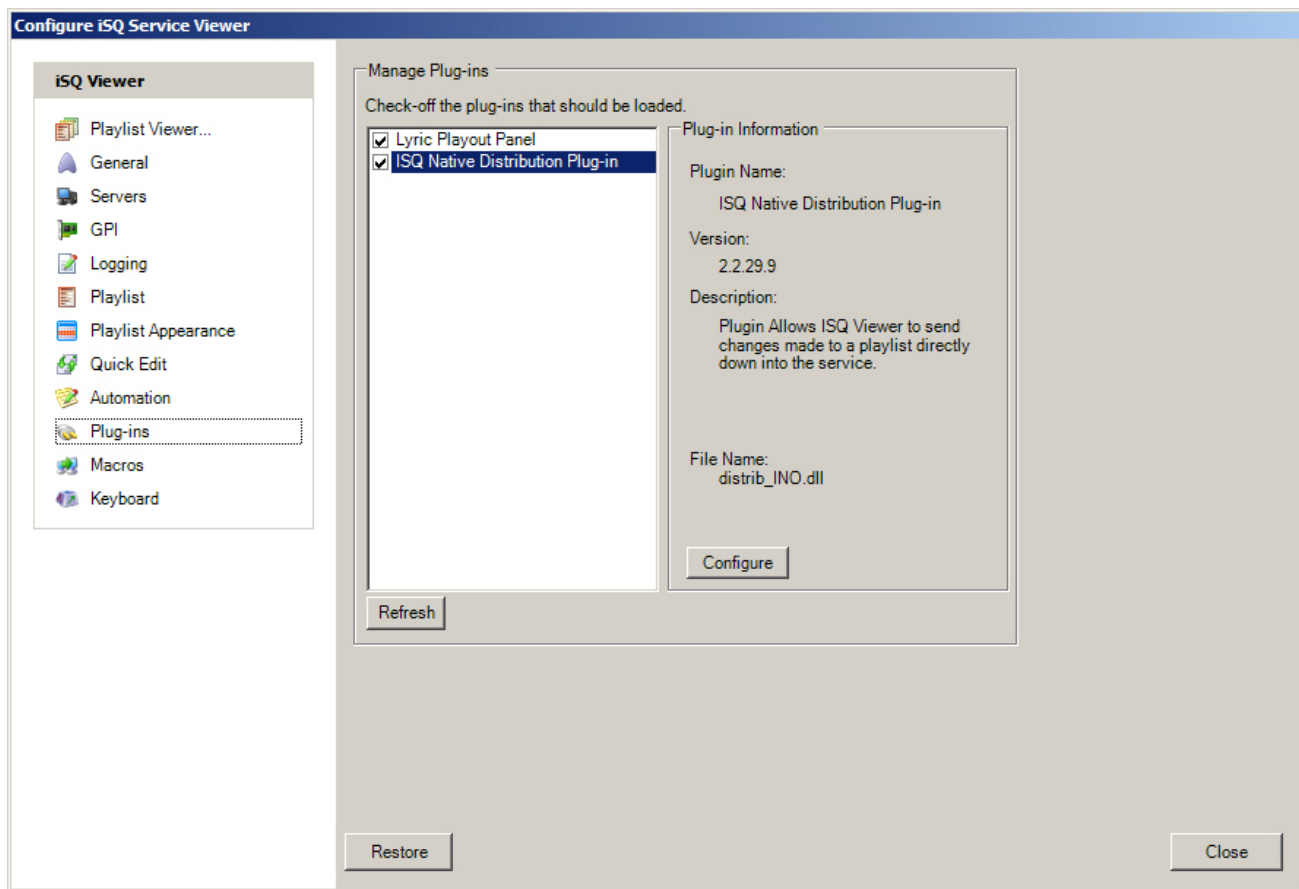 Configure iSQ Service Viewer
iSQ Viewer
Playlist Viewer...
General
Servers
GPI
Logging
Playlist
Playlist Appearance
Quick Edit
Automation
Plug-ins
Macros
Keyboard
Manage Plug-ins
Check-off the plug-ins that should be loaded.
Lyric Playout Panel
ISQ Native Distribution Plug-in
Refresh
Plug-in Information
Plugin Name:
ISQ Native Distribution Plug-in
Version:
2.2.29.9
Description:
Plugin Allows ISQ Viewer to send
changes made to a playlist directly
down into the service.
File Name:
distrib_INO.dll
Configure
Restore
Close